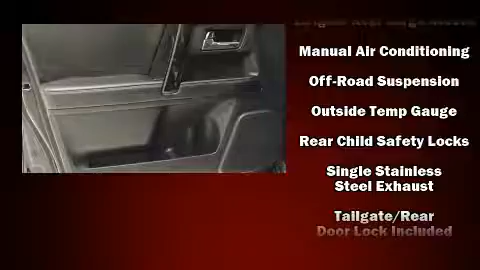 Manual Air Conditioning
Off-Road Suspension
Outside Temp Gauge
Rear Child Safety Locks
Single Stainless
Steel Exhaust
Tailgate/Rear
Door Lock Included